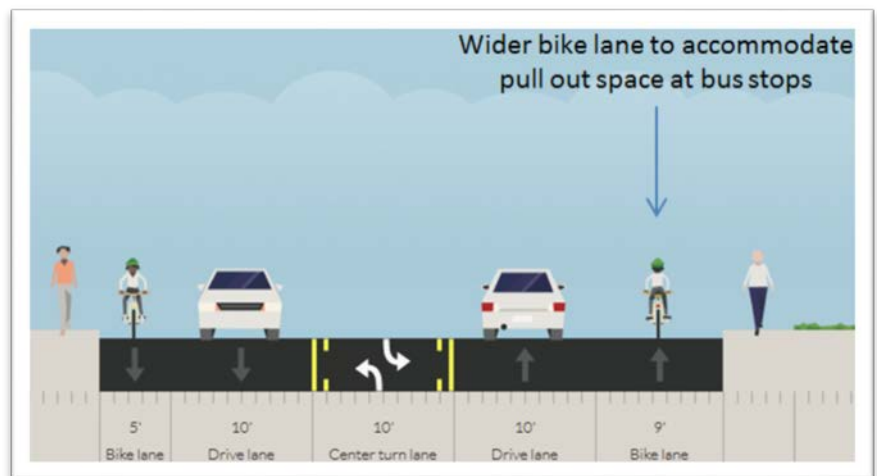 Wider bike lane to accommodate
pull out space at bus stops
5' 10' 10' 10' 9'
Bike lane Drive lane Center turn lane Drive lane Bike lane